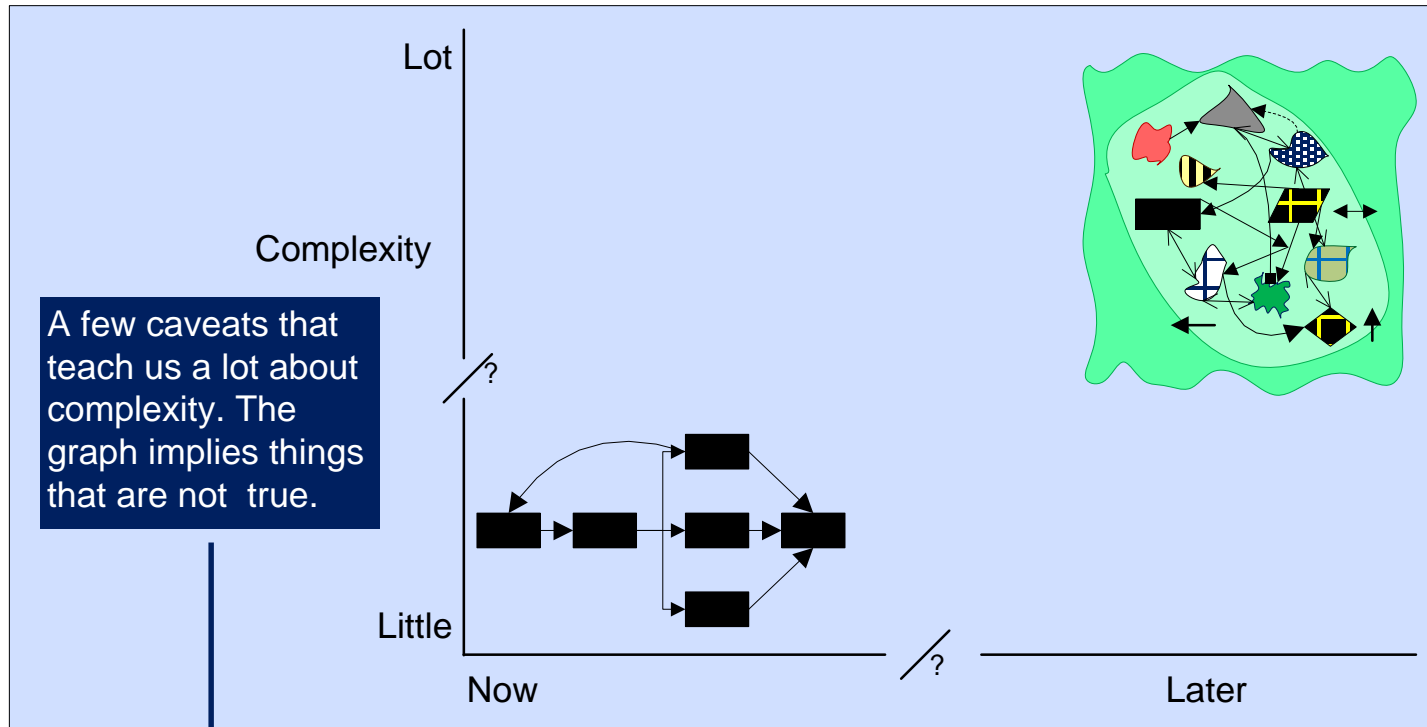 Lot
Complexity
A few caveats that
teach us a lot about
complexity. The
graph implies things
that are not  true.
?
Little
?
Now
Later